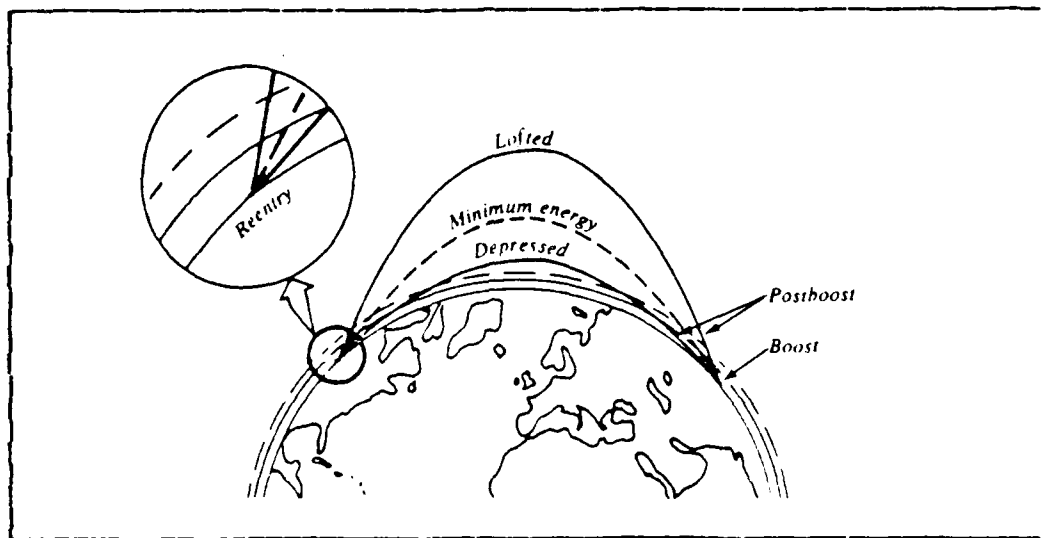 Lofted
Minimum energy
Depressed
Reentry
Postboost
Boost